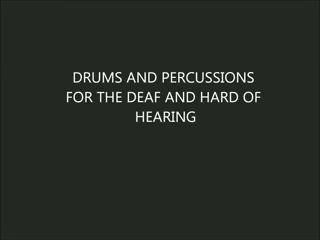 DRUMS AND PERCUSSIONS
FOR THE DEAF AND HARD OF
HEARING